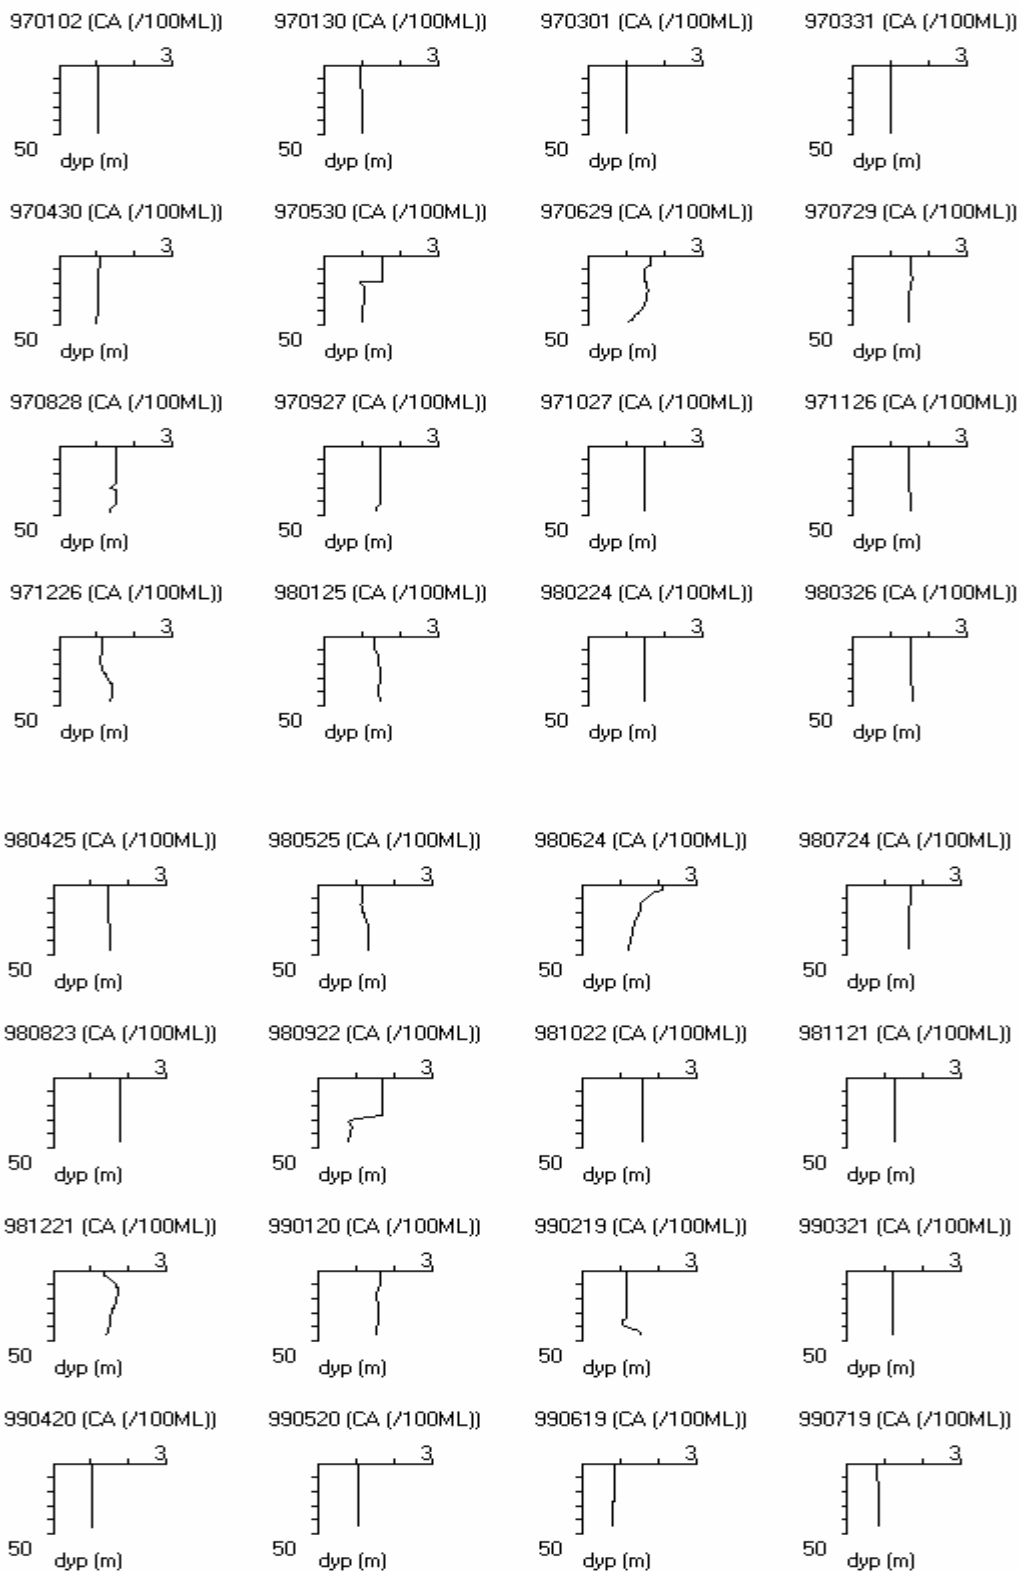 970102 (CA (/100ML)) 970130 (CA (/100ML)) 970301 (CA (/100ML)) 970331 (CA (/100ML))
3 3 3 3
50 dyp (m) 50 dyp (m) 50 dyp (m) 50 dyp (m)
970430 (CA (/100ML)) 970530 (CA (/100ML)) 970629 (CA (/100ML)) 970729 (CA (/100ML))
3 3 3 3
50 dyp (m) 50 dyp (m) 50 dyp (m) 50 dyp (m)
970828 (CA (/100ML)) 970927 (CA (/100ML)) 971027 (CA (/100ML)) 971126 (CA (/100ML))
3 3 3 3
50 dyp (m) 50 dyp (m) 50 dyp (m) 50 dyp (m)
971226 (CA (/100ML)) 980125 (CA (/100ML)) 980224 (CA (/100ML)) 980326 (CA (/100ML))
3 3 3 3
50 dyp (m) 50 dyp (m) 50 dyp (m) 50 dyp (m)
980425 (CA (/100ML)) 980525 (CA (/100ML)) 980624 (CA (/100ML)) 980724 (CA (/100ML))
3 3 3 3
50 dyp (m) 50 dyp (m) 50 dyp (m) 50 dyp (m)
980823 (CA (/100ML)) 980922 (CA (/100ML)) 981022 (CA (/100ML)) 981121 (CA (/100ML))
3 3 3 3
50 dyp (m) 50 dyp (m) 50 dyp (m) 50 dyp (m)
981221 (CA (/100ML)) 990120 (CA (/100ML)) 990219 (CA (/100ML)) 990321 (CA (/100ML))
3 3 3 3
50 dyp (m) 50 dyp (m) 50 dyp (m) 50 dyp (m)
990420 (CA (/100ML)) 990520 (CA (/100ML)) 990619 (CA (/100ML)) 990719 (CA (/100ML))
3 3 3 3
50 dyp (m) 50 dyp (m) 50 dyp (m) 50 dyp (m)